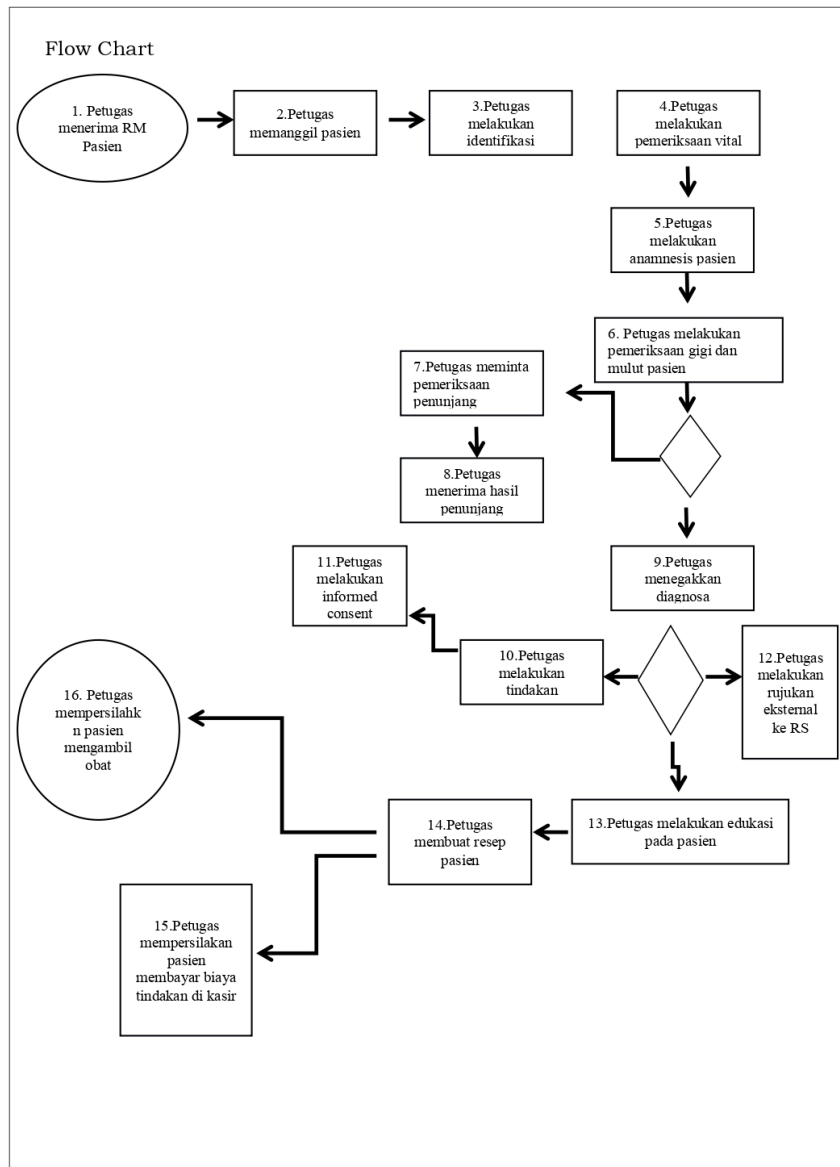 Flow Chart
1. Petugas
menerima RM
Pasien
2.Petugas
memanggil pasien
3.Petugas
melakukan
identifikasi
4.Petugas
melakukan
pemeriksaan vital
5.Petugas
melakukan
anamnesis pasien
6. Petugas melakukan
pemeriksaan gigi dan
mulut pasien
7.Petugas meminta
pemeriksaan
penunjang
8.Petugas
menerima hasil
penunjang
9.Petugas
menegakkan
diagnosa
11.Petugas
melakukan
informed
consent
10.Petugas
melakukan
tindakan
12.Petugas
melakukan
rujukan
eksternal
ke RS
16. Petugas
mempersilahk
n pasien
mengambil
obat
13.Petugas melakukan edukasi
pada pasien
14.Petugas
membuat resep
pasien
15.Petugas
mempersilakan
pasien
membayar biaya
tindakan di kasir